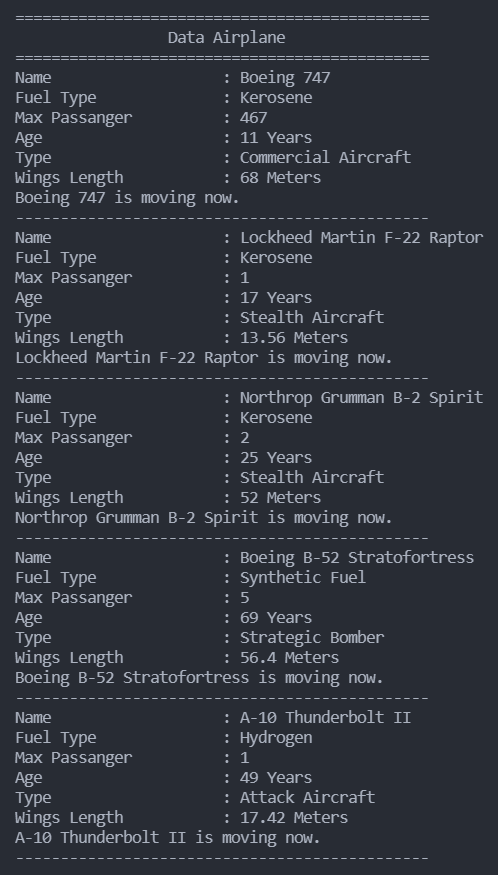 ==============================================
Data Airplane
==============================================
Name : Boeing 747
Fuel Type : Kerosene
Max Passanger : 467
Age : 11 Years
Type : Commercial Aircraft
Wings Length : 68 Meters
Boeing 747 is moving now.
----------------------------------------------
Name : Lockheed Martin F-22 Raptor
Fuel Type : Kerosene
Max Passanger : 1
Age : 17 Years
Type : Stealth Aircraft
Wings Length : 13.56 Meters
Lockheed Martin F-22 Raptor is moving now.
----------------------------------------------
Name : Northrop Grumman B-2 Spirit
Fuel Type : Kerosene
Max Passanger : 2
Age : 25 Years
Type : Stealth Aircraft
Wings Length : 52 Meters
Northrop Grumman B-2 Spirit is moving now.
----------------------------------------------
Name : Boeing B-52 Stratofortress
Fuel Type : Synthetic Fuel
Max Passanger : 5
Age : 69 Years
Type : Strategic Bomber
Wings Length : 56.4 Meters
Boeing B-52 Stratofortress is moving now.
----------------------------------------------
Name : A-10 Thunderbolt II
Fuel Type : Hydrogen
Max Passanger : 1
Age : 49 Years
Type : Attack Aircraft
Wings Length : 17.42 Meters
A-10 Thunderbolt II is moving now.
----------------------------------------------